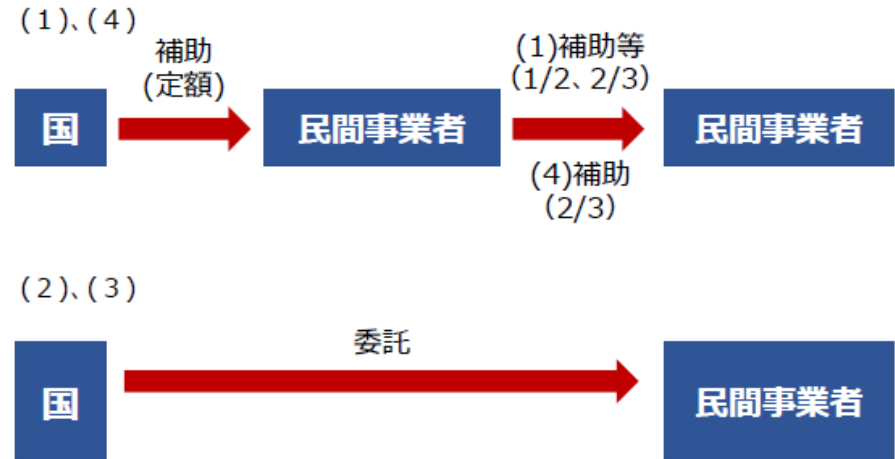 (1)、(4)
補助
(定額)
(1)補助等
（1/2、2/3）
国
民間事業者
民間事業者
(4)補助
（2/3）
(2)、(3)
委託
国
民間事業者